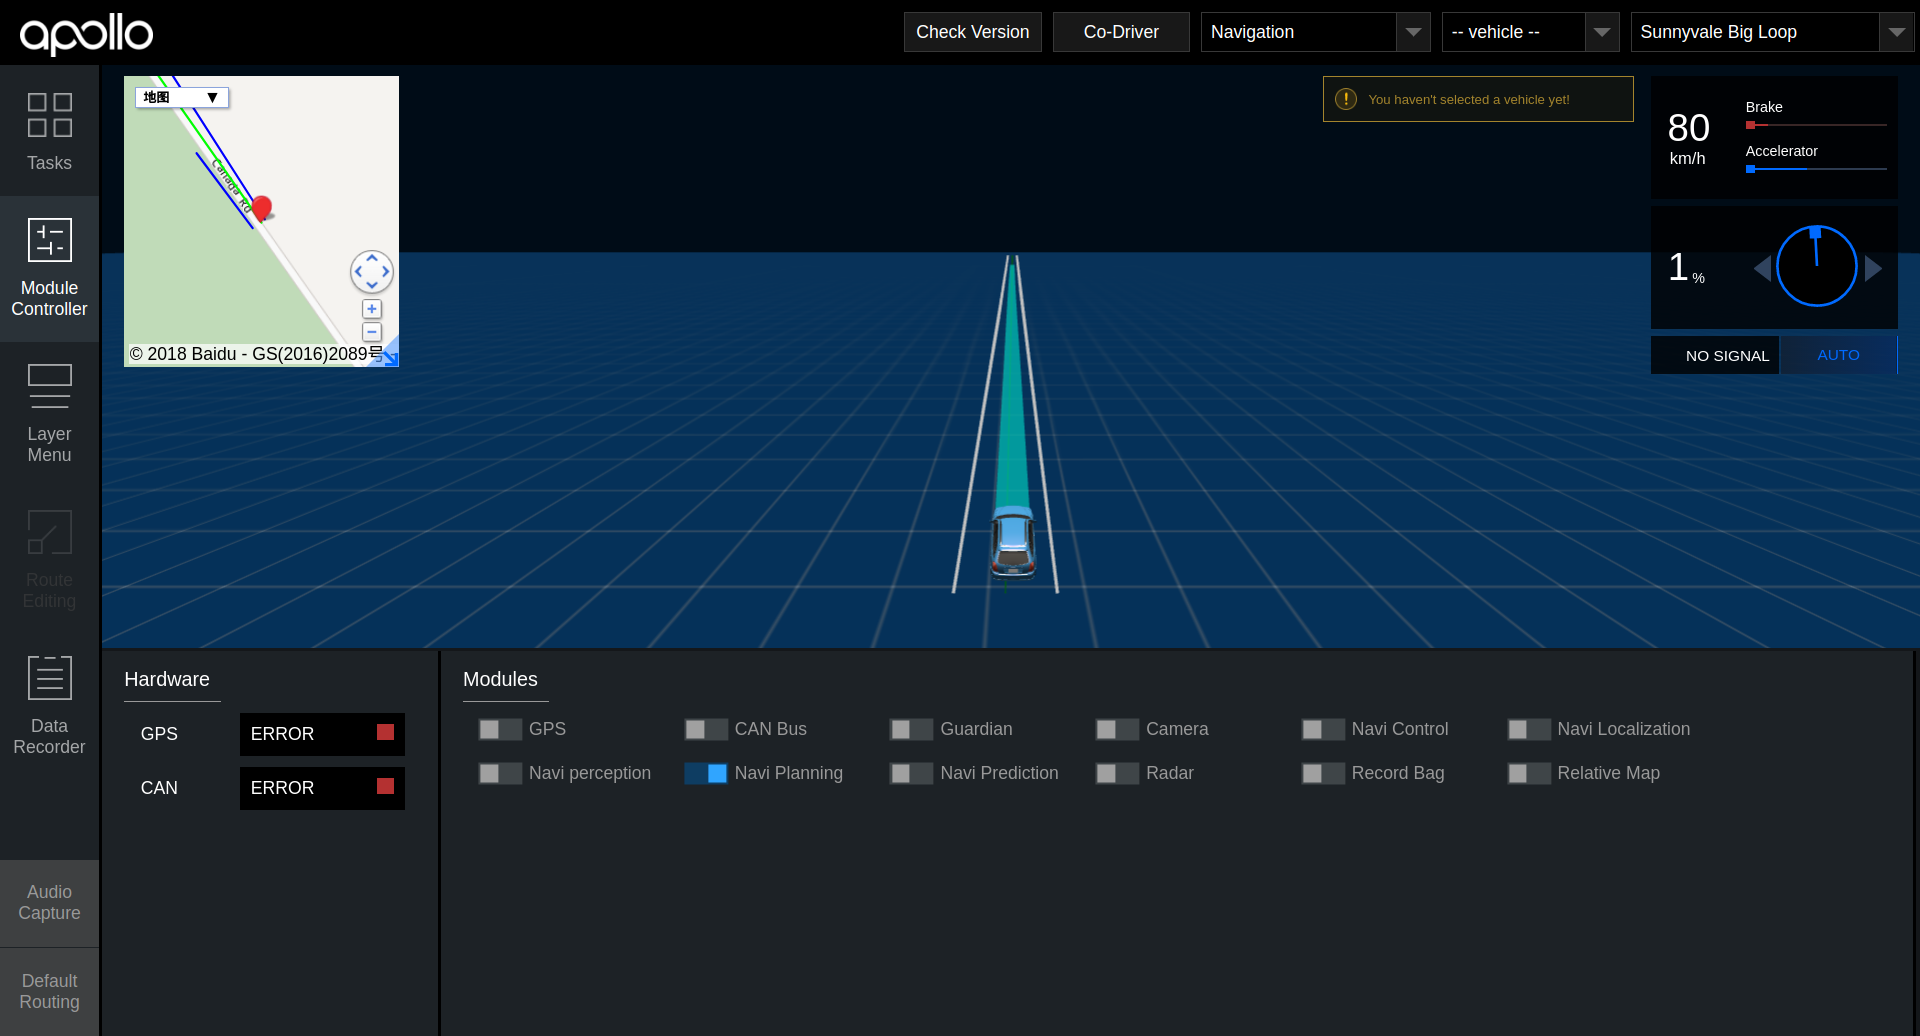 apollo
Check Version
Co-Driver
Navigation
-- vehicle --
Sunnyvale Big Loop
Tasks
Module
Controller
Layer
Menu
Route
Editing
Data
Recorder
Audio
Capture
Default
Routing
地图 ▼
Canada Rd
+
−
© 2018 Baidu - GS(2016)2089号
! You haven't selected a vehicle yet!
80
km/h
Brake
Accelerator
1 %
NO SIGNAL
AUTO
Hardware
GPS ERROR
CAN ERROR
Modules
GPS CAN Bus Guardian Camera Navi Control Navi Localization
Navi perception Navi Planning Navi Prediction Radar Record Bag Relative Map